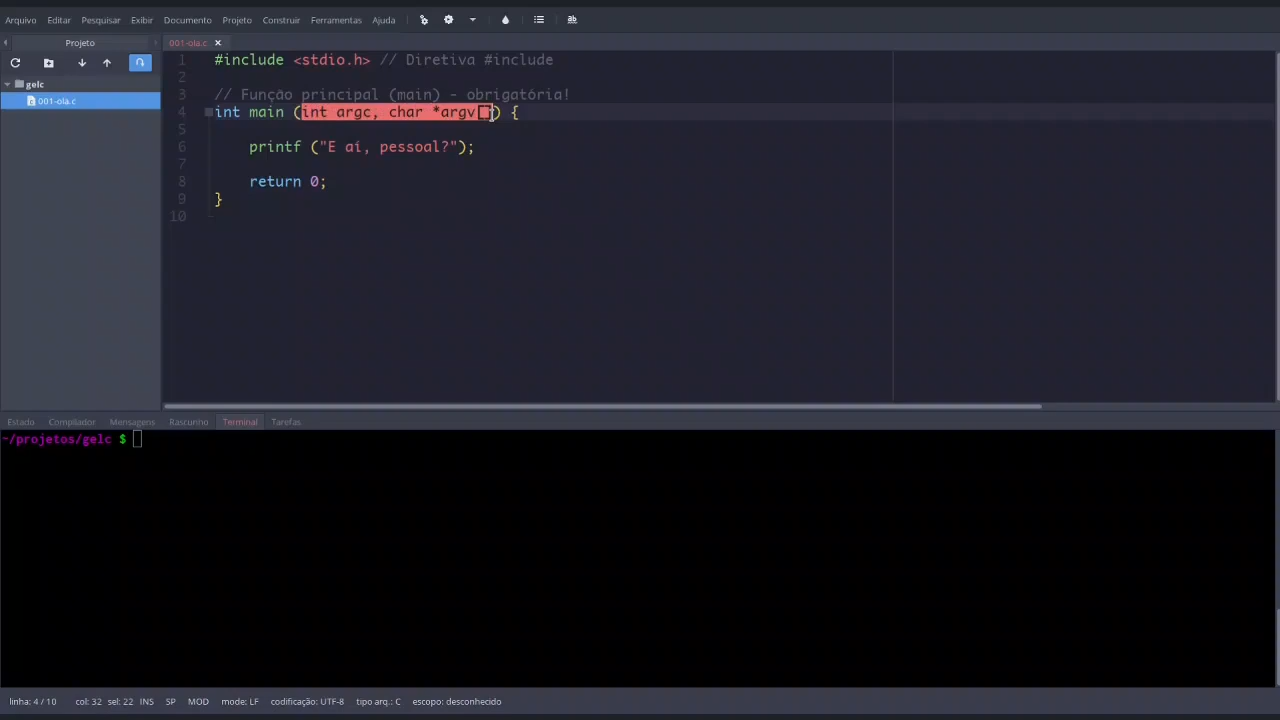 Arquivo Editar Pesquisar Exibir Documento Projeto Construir Ferramentas Ajuda ab
Projeto
001-ola.c
gelc
001-ola.c
1 #include <stdio.h> // Diretiva #include
2
3 // Função principal (main) - obrigatória!
4 int main (int argc, char *argv[]) {
5
6 printf ("E aí, pessoal?");
7
8 return 0;
9 }
10
Estado Compilador Mensagens Rascunho Terminal Tarefas
~/projetos/gelc $
linha: 4 / 10 col: 32 sel: 22 INS SP MOD mode: LF codificação: UTF-8 tipo arq.: C escopo: desconhecido